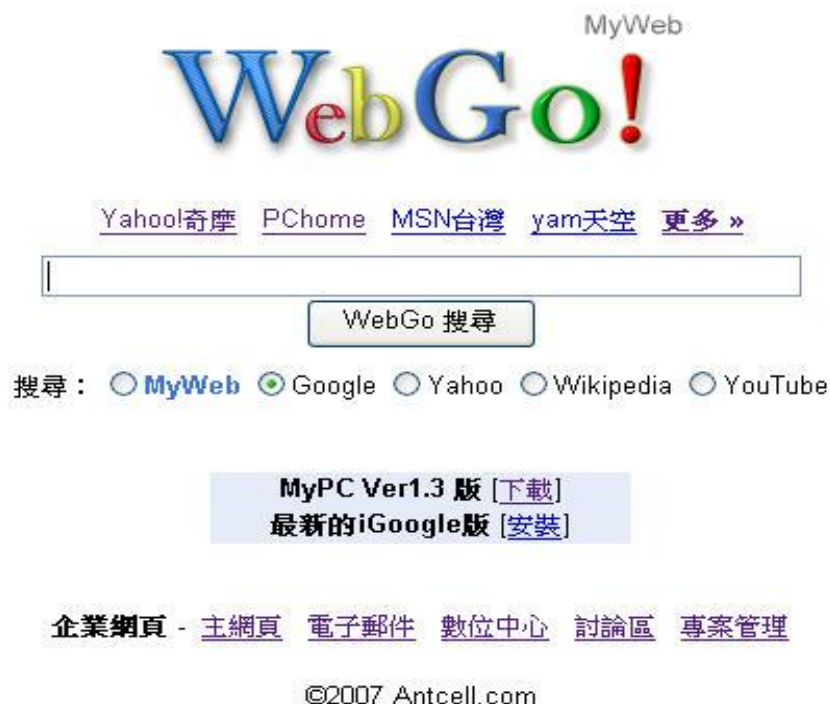 MyWeb
WebGo!
Yahoo!奇摩 PChome MSN台灣 yam天空 更多 »
WebGo 搜尋
搜尋： MyWeb Google Yahoo Wikipedia YouTube
MyPC Ver1.3 版 [下載]
最新的iGoogle版 [安裝]
企業網頁 - 主網頁 電子郵件 數位中心 討論區 專案管理
©2007 Antcell.com